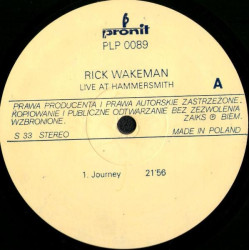 pronit
PLP 0089
RICK WAKEMAN
LIVE AT HAMMERSMITH
A
PRAWA PRODUCENTA I PRAWA AUTORSKIE ZASTRZEŻONE.
KOPIOWANIE I PUBLICZNE ODTWARZANIE BEZ ZEZWOLENIA
WZBRONIONE. ZAIKS ℗ BIEM.
S 33 STEREO MADE IN POLAND
1. Journey 21'56